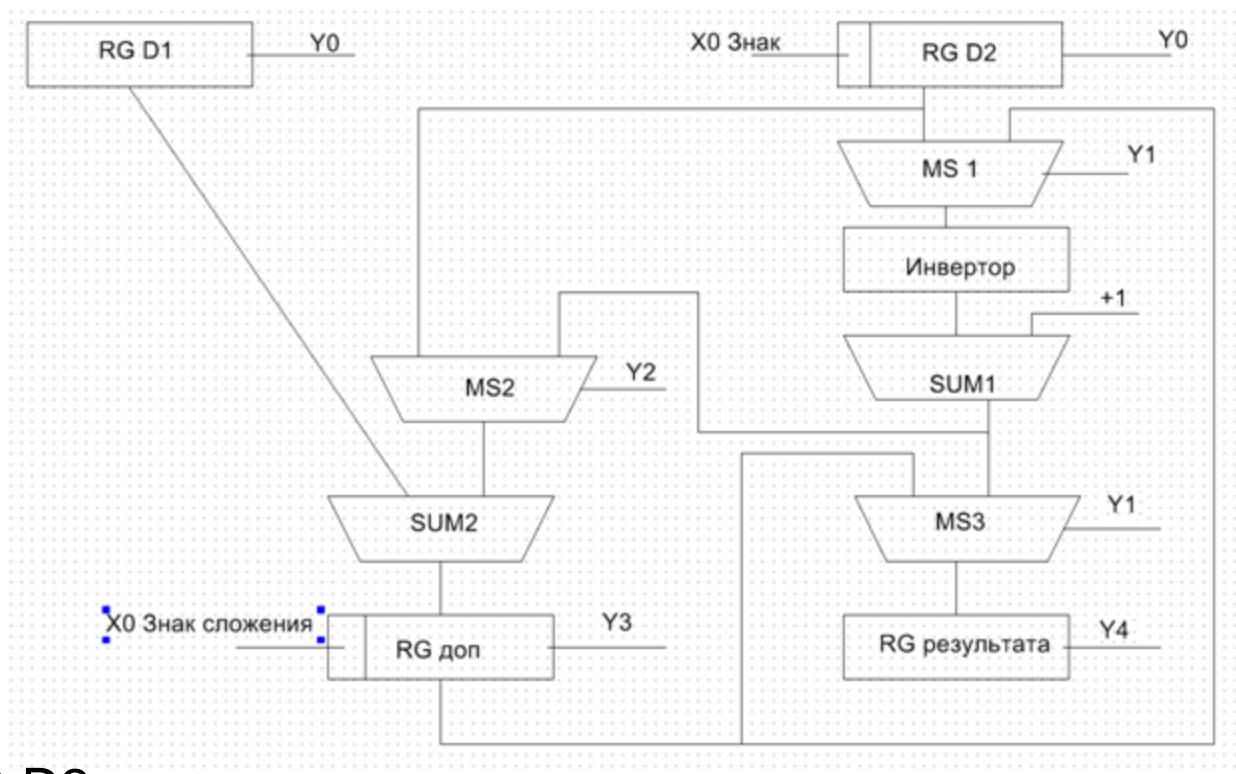 RG D1
Y0
X0 Знак
RG D2
Y0
MS 1
Y1
Инвертор
+1
SUM1
MS2
Y2
SUM2
MS3
Y1
X0 Знак сложения
RG доп
Y3
RG результата
Y4